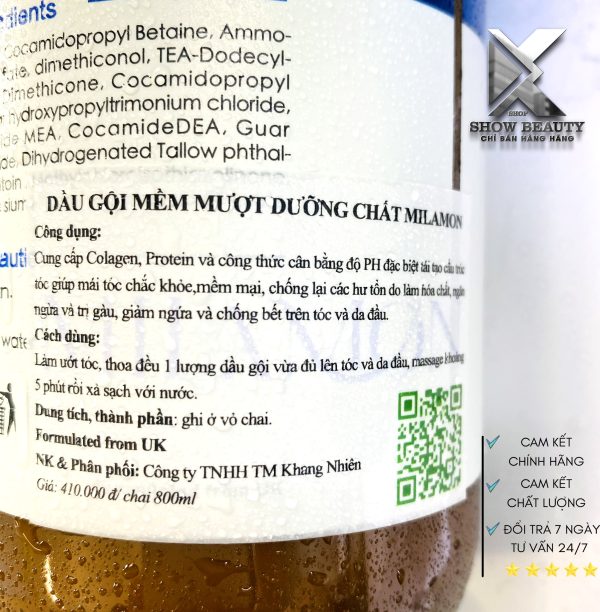 dients
Cocamidopropyl Betaine, Ammo-
dimethiconol, TEA-Dodecyl-
Dimethicone, Cocamidopropyl
hydroxypropyltrimonium chloride,
MEA, CocamideDEA, Guar
Dihydrogenated Tallow phthal-
DẦU GỘI MỀM MƯỢT DƯỠNG CHẤT MILAMON
Công dụng:
Cung cấp Colagen, Protein và công thức cân bằng độ PH đặc biệt tái tạo cấu trúc
tóc giúp mái tóc chắc khỏe,mềm mại, chống lại các hư tổn do làm hóa chất, ngăn
ngừa và trị gàu, giảm ngứa và chống bết trên tóc và da đầu.
Cách dùng:
Làm ướt tóc, thoa đều 1 lượng dầu gội vừa đủ lên tóc và da đầu, massage khoảng
5 phút rồi xả sạch với nước.
Dung tích, thành phần: ghi ở vỏ chai.
Formulated from UK
NK & Phân phối: Công ty TNHH TM Khang Nhiên
Giá: 410.000 đ/ chai 800ml
SHOP
SHOW BEAUTY
CHỈ BÁN HÀNG HÃNG
CAM KẾT
CHÍNH HÃNG
CAM KẾT
CHẤT LƯỢNG
ĐỔI TRẢ 7 NGÀY
TƯ VẤN 24/7